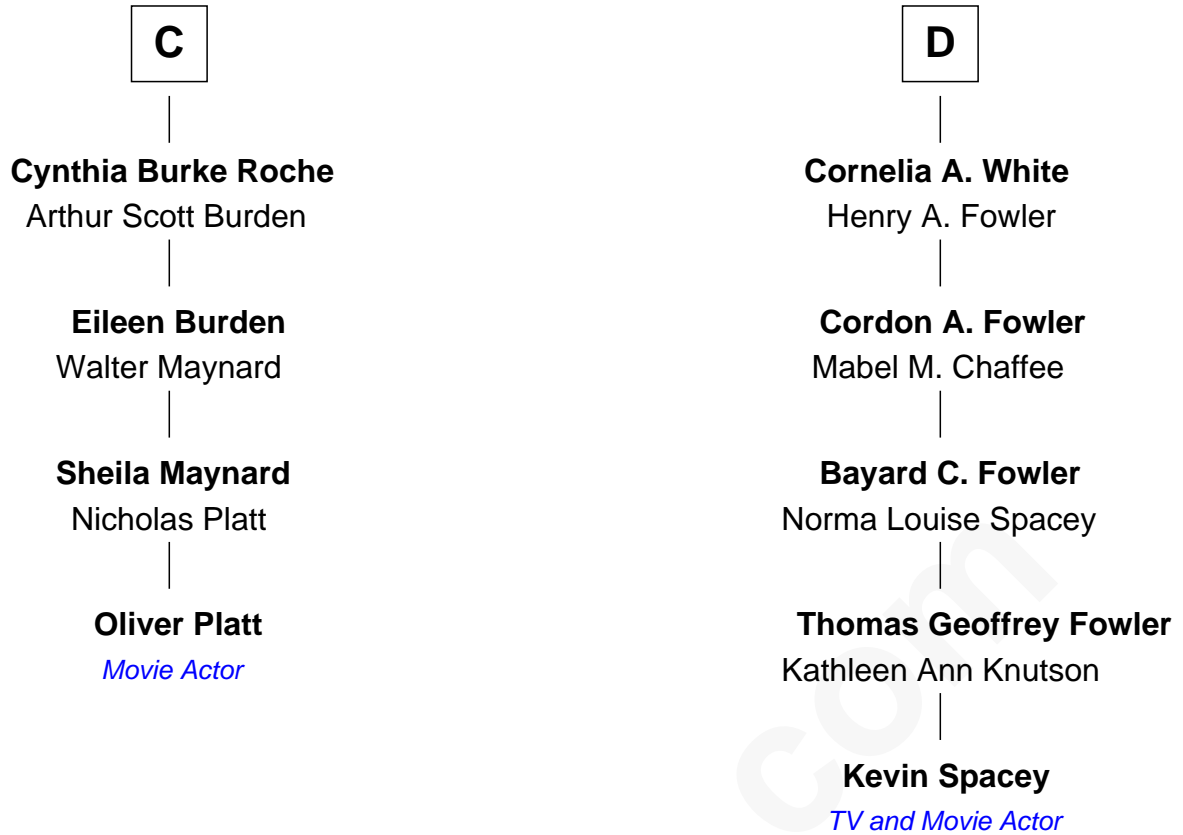 C
Cynthia Burke Roche
Arthur Scott Burden
Eileen Burden
Walter Maynard
Sheila Maynard
Nicholas Platt
Oliver Platt
Movie Actor
D
Cornelia A. White
Henry A. Fowler
Cordon A. Fowler
Mabel M. Chaffee
Bayard C. Fowler
Norma Louise Spacey
Thomas Geoffrey Fowler
Kathleen Ann Knutson
Kevin Spacey
TV and Movie Actor
com